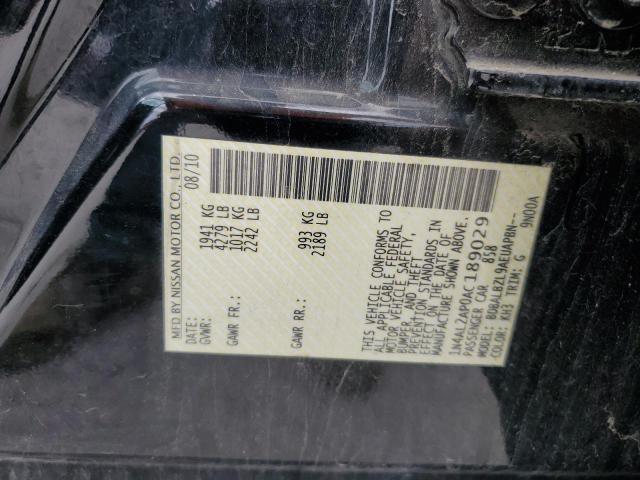 MFD BY NISSAN MOTOR CO., LTD.
DATE: 08/10
GVWR: 1941 KG
4279 LB
GAWR FR.: 1017 KG
2242 LB
GAWR RR.: 993 KG
2189 LB
THIS VEHICLE CONFORMS TO
ALL APPLICABLE FEDERAL
MOTOR VEHICLE SAFETY,
BUMPER, AND THEFT
PREVENTION STANDARDS IN
EFFECT ON THE DATE OF
MANUFACTURE SHOWN ABOVE.
1N4AL2AP0AC189029
PASSENGER CAR 858
MODEL: BDBALBZL9AEUAPBN--
COLOR: KH3 TRIM: G 9N00A